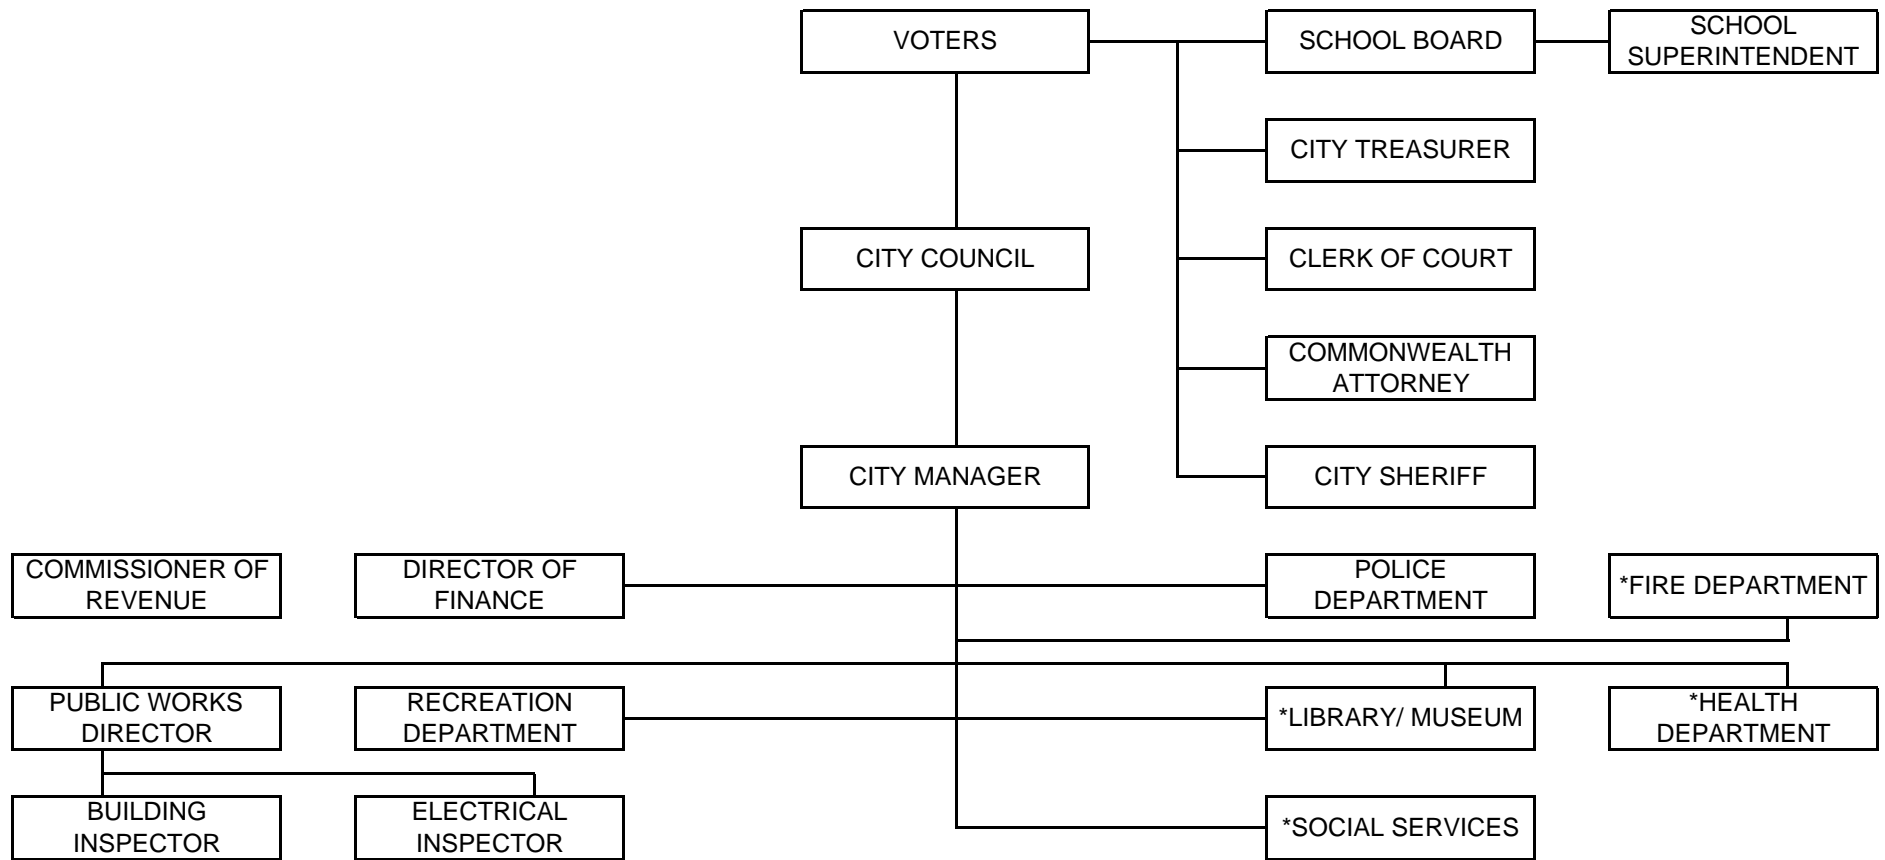 VOTERS
SCHOOL BOARD
SCHOOL
SUPERINTENDENT
CITY TREASURER
CITY COUNCIL
CLERK OF COURT
COMMONWEALTH
ATTORNEY
CITY MANAGER
CITY SHERIFF
COMMISSIONER OF
REVENUE
DIRECTOR OF
FINANCE
POLICE
DEPARTMENT
*FIRE DEPARTMENT
PUBLIC WORKS
DIRECTOR
RECREATION
DEPARTMENT
*LIBRARY/ MUSEUM
*HEALTH
DEPARTMENT
BUILDING
INSPECTOR
ELECTRICAL
INSPECTOR
*SOCIAL SERVICES